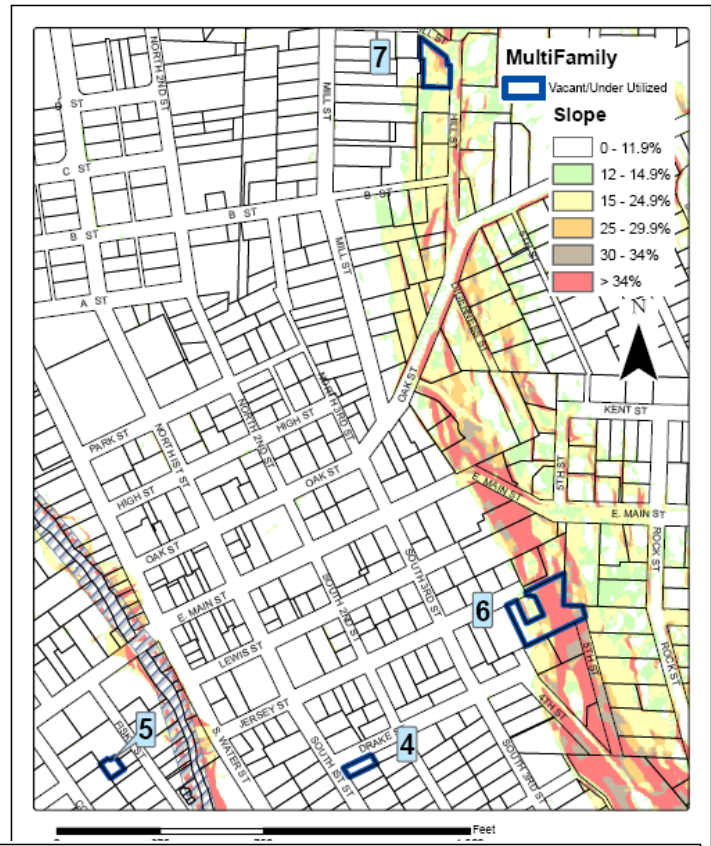 7
MultiFamily
Vacant/Under Utilized
Slope
0 - 11.9%
12 - 14.9%
15 - 24.9%
25 - 29.9%
30 - 34%
> 34%
N
NORTH 2ND ST
MILL ST
HILL ST
C ST
B ST
B ST
B ST
MILL ST
A ST
5TH ST
OAK ST
KENT ST
PARK ST
NORTH 1ST ST
NORTH 2ND ST
HIGH ST
NORTH 3RD ST
HIGH ST
OAK ST
E. MAIN ST
5TH ST
E. MAIN ST
ROCK ST
OAK ST
E. MAIN ST
SOUTH 2ND ST
SOUTH 3RD ST
6
LEWIS ST
5TH ST
ROCK ST
JERSEY ST
4TH ST
5
S. WATER ST
SOUTH 1ST ST
DRAKE S
4
SOUTH 3RD ST
Feet